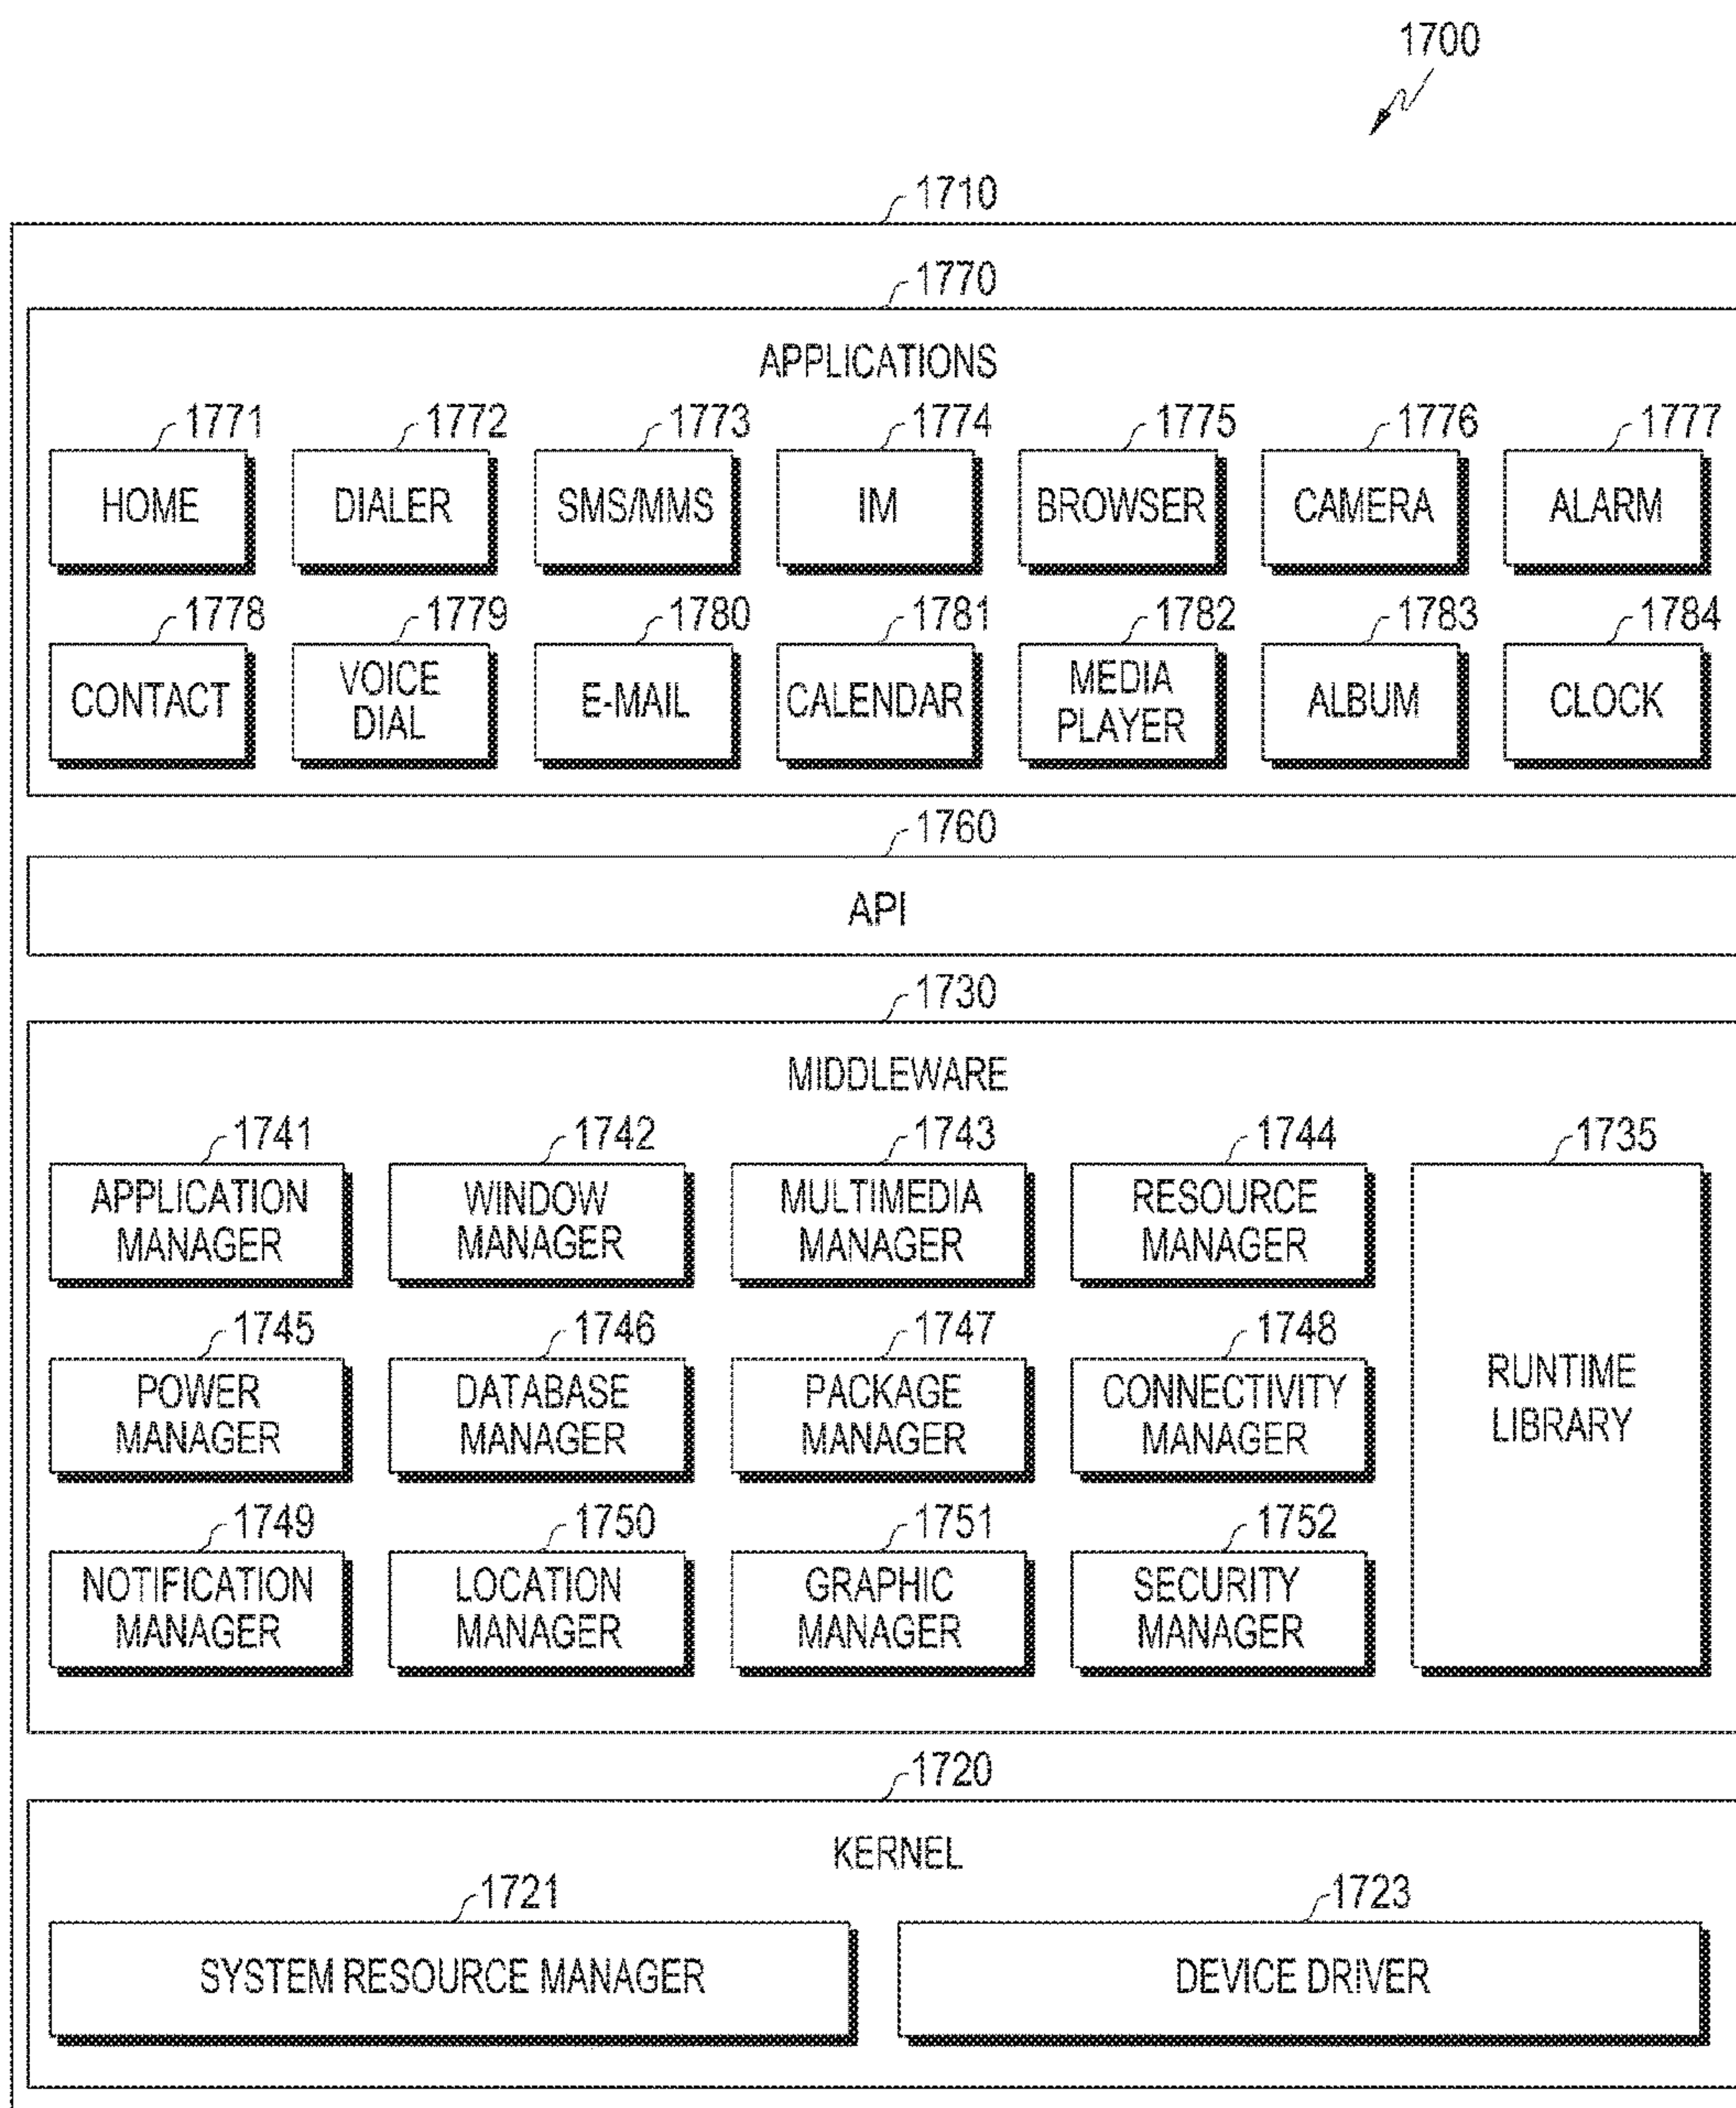 1700
1710
1770
APPLICATIONS
1771 1772 1773 1774 1775 1776 1777
HOME DIALER SMS/MMS IM BROWSER CAMERA ALARM
1778 1779 1780 1781 1782 1783 1784
CONTACT VOICE DIAL E-MAIL CALENDAR MEDIA PLAYER ALBUM CLOCK
1760
API
1730
MIDDLEWARE
1741 1742 1743 1744 1735
APPLICATION MANAGER WINDOW MANAGER MULTIMEDIA MANAGER RESOURCE MANAGER
1745 1746 1747 1748
POWER MANAGER DATABASE MANAGER PACKAGE MANAGER CONNECTIVITY MANAGER RUNTIME LIBRARY
1749 1750 1751 1752
NOTIFICATION MANAGER LOCATION MANAGER GRAPHIC MANAGER SECURITY MANAGER
1720
KERNEL
1721 1723
SYSTEM RESOURCE MANAGER DEVICE DRIVER